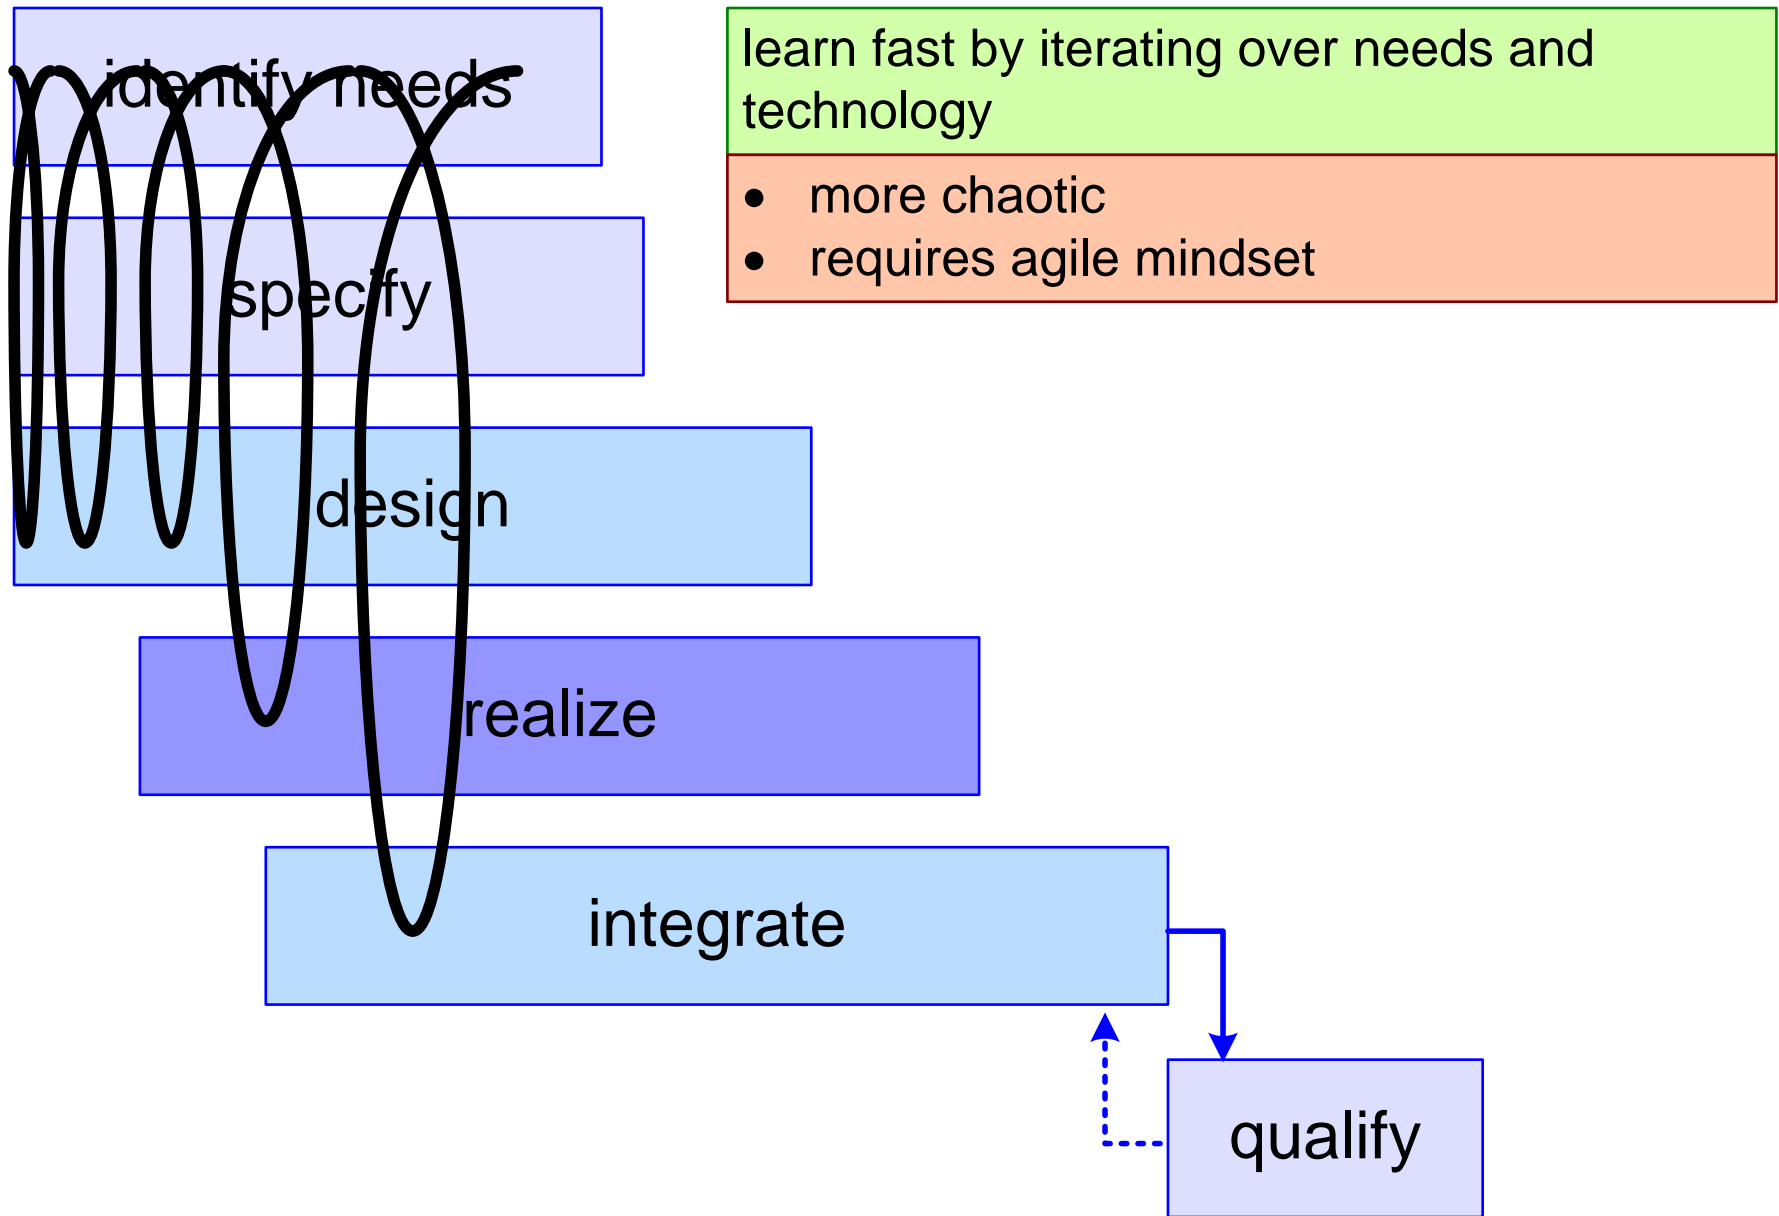 identify needs
learn fast by iterating over needs and
technology
• more chaotic
• requires agile mindset
specify
design
realize
integrate
qualify